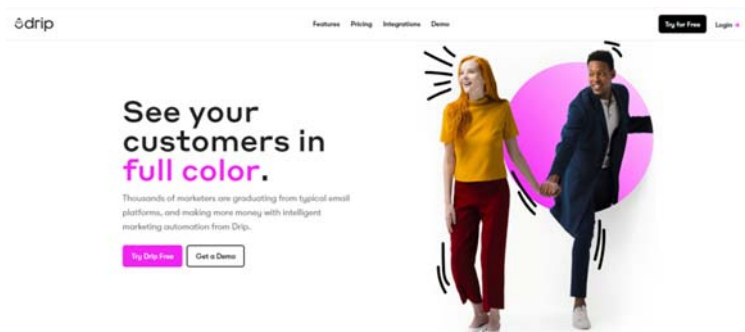 drip
Features Pricing Integrations Demo
Try for Free Login
See your
customers in
full color.
Thousands of marketers are graduating from typical email
platforms, and making more money with intelligent
marketing automation from Drip.
Try Drip Free Get a Demo